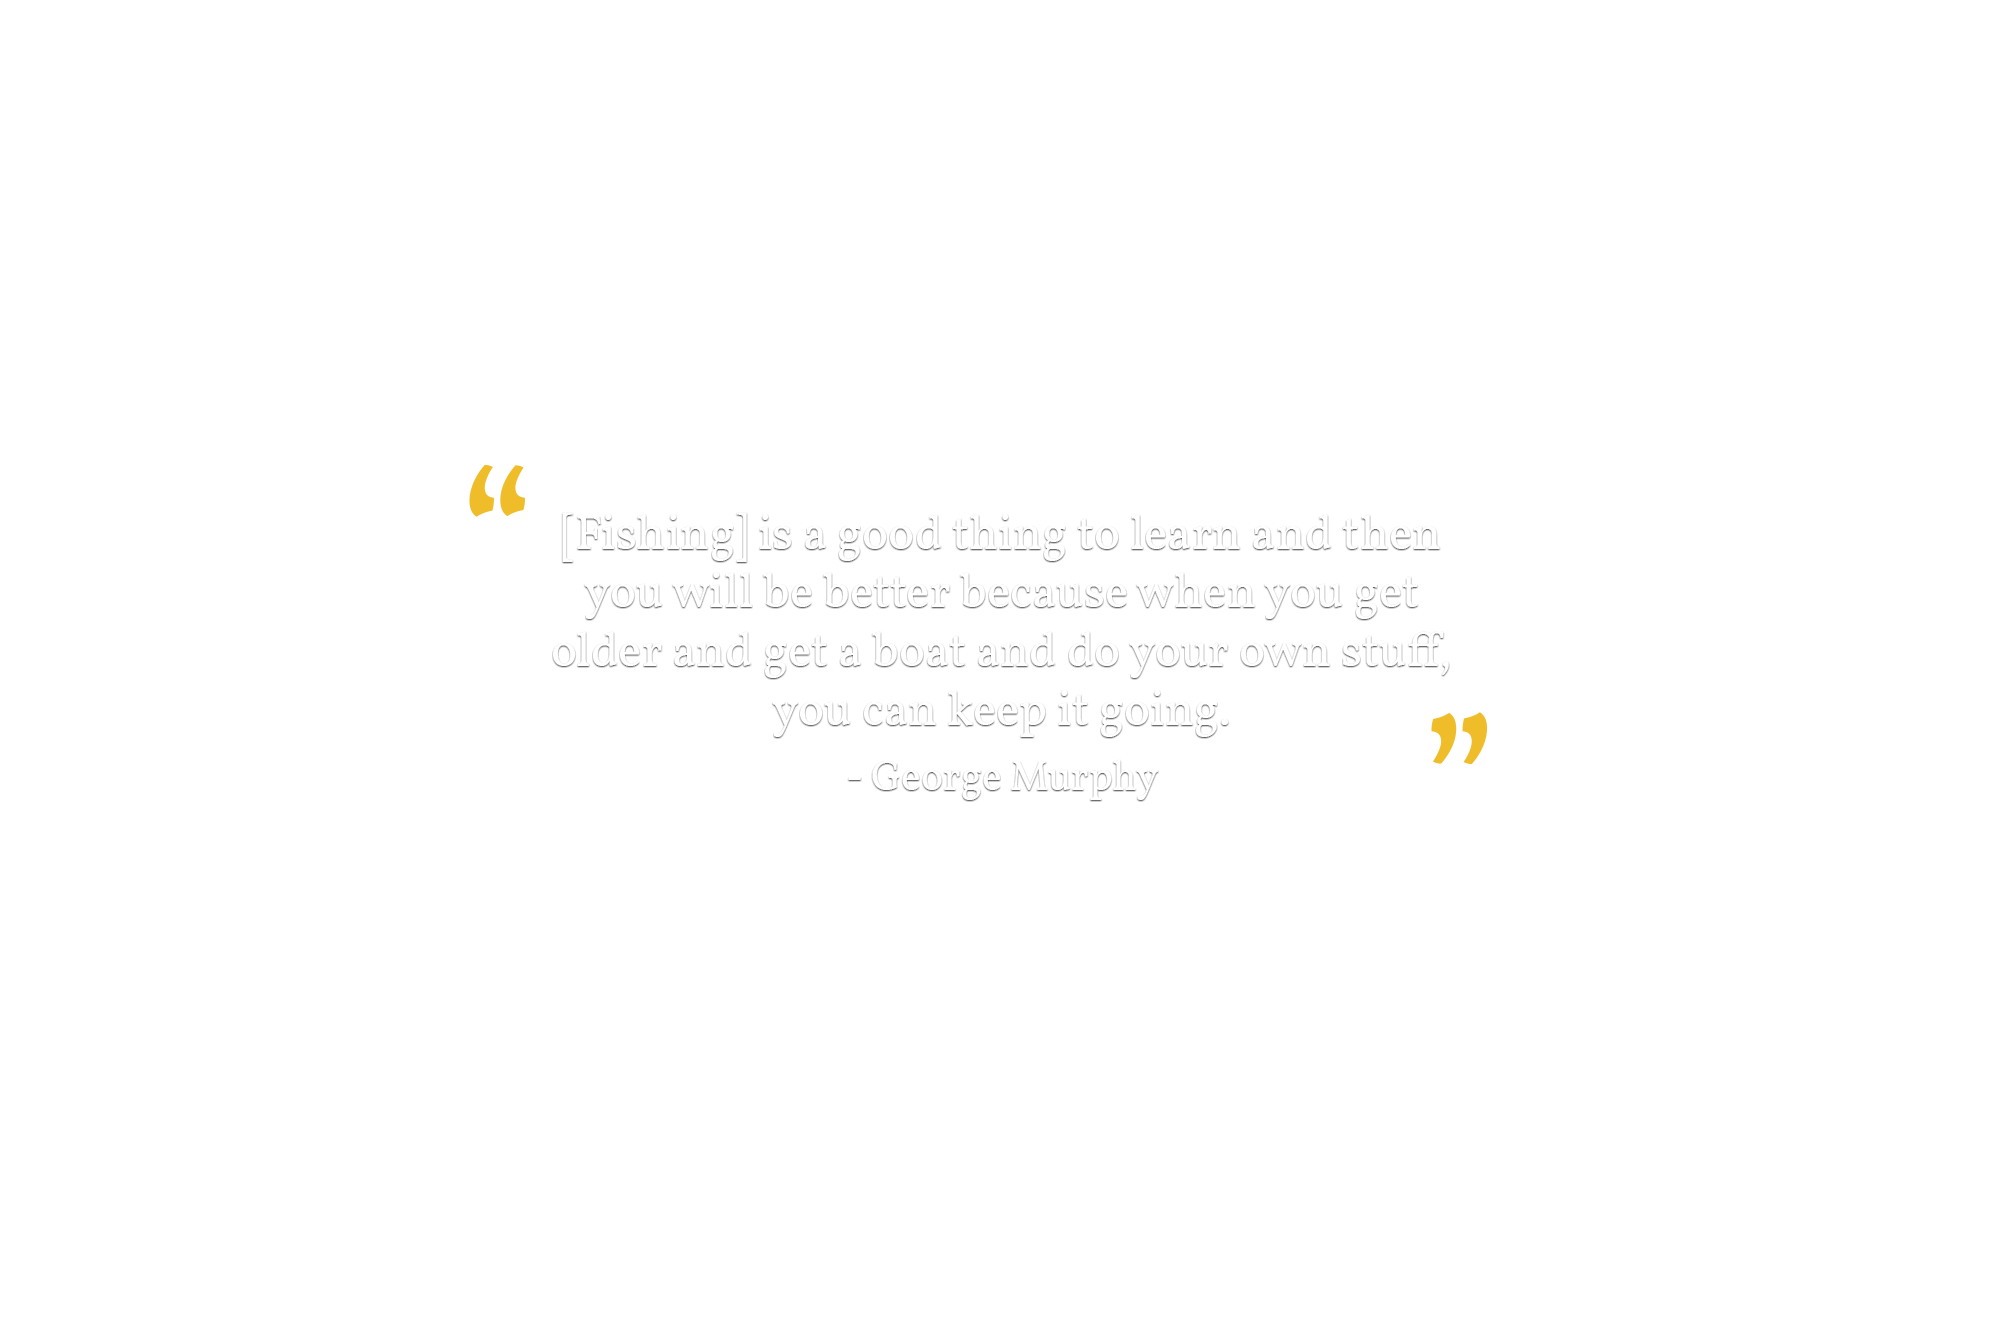 “
[Fishing] is a good thing to learn and then
you will be better because when you get
older and get a boat and do your own stuff,
you can keep it going.
”
- George Murphy